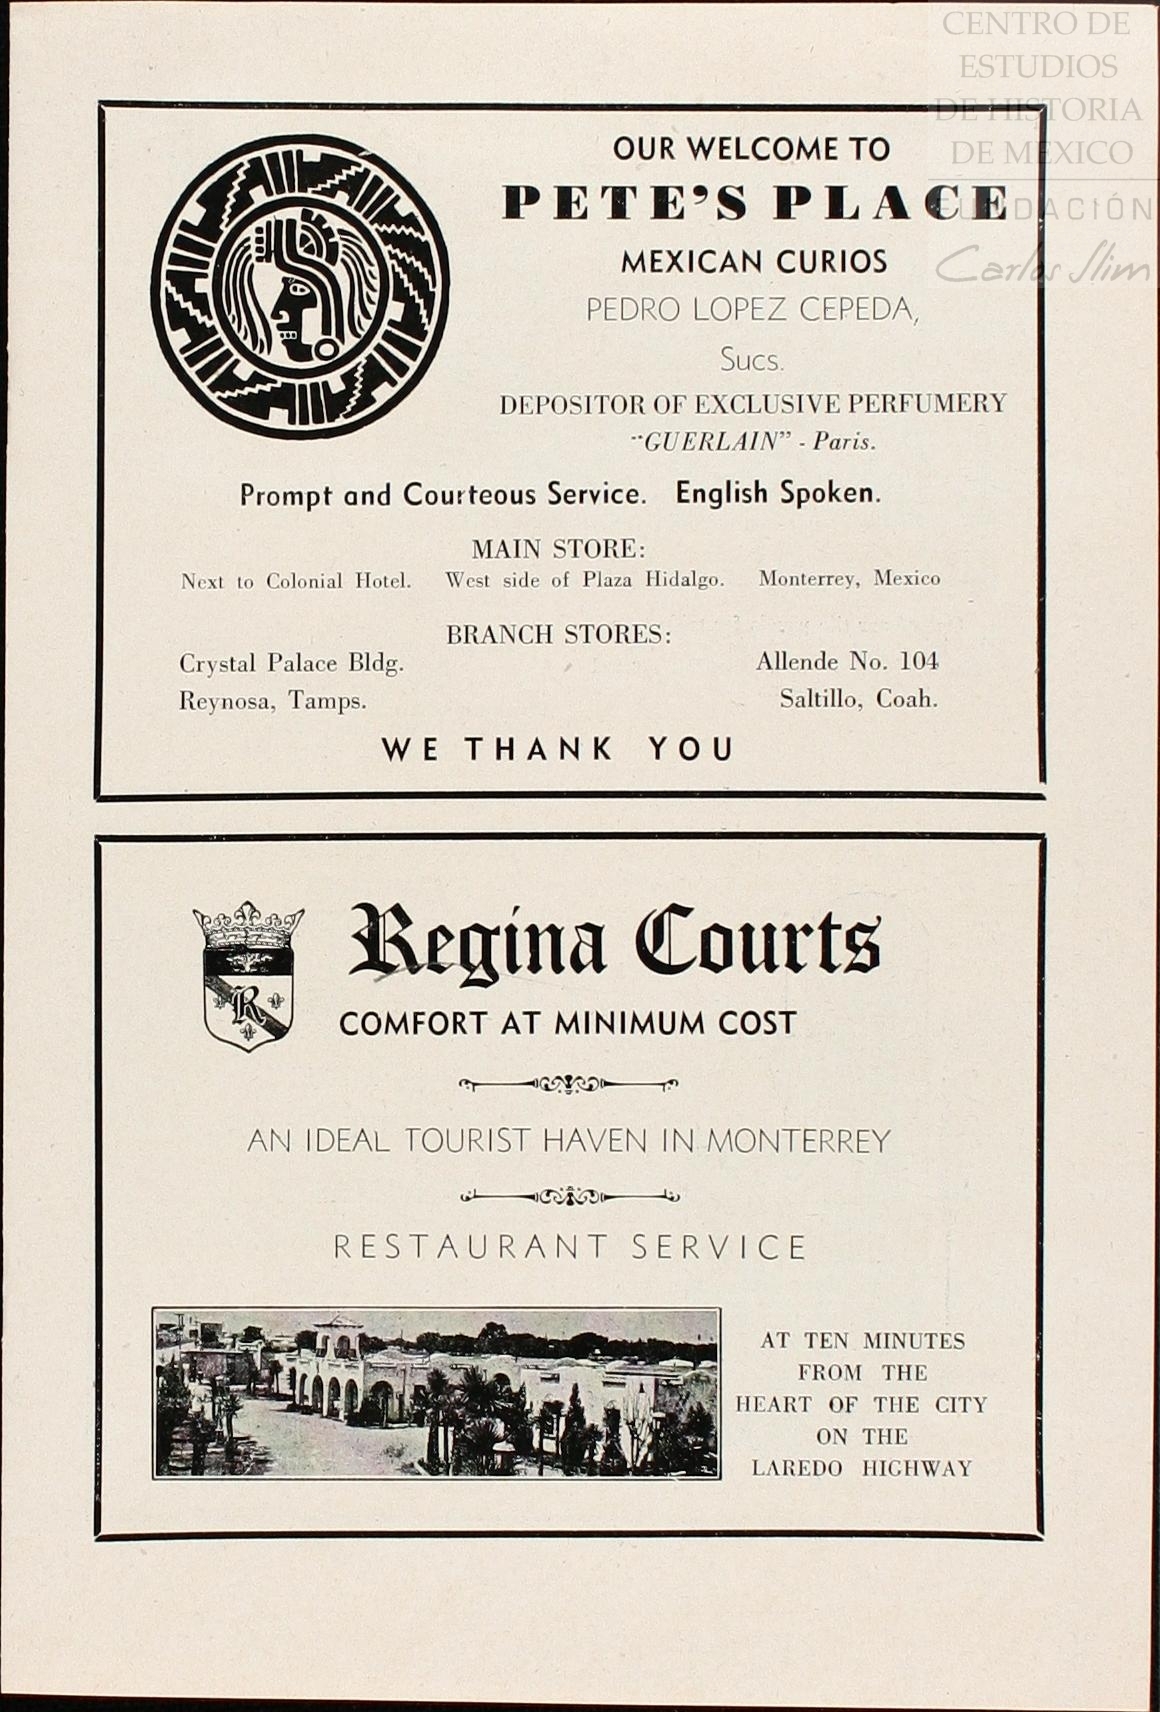 CENTRO DE
ESTUDIOS
DE HISTORIA
DE MEXICO
FUNDACIÓN
Carlos Slim
OUR WELCOME TO
PETE'S PLACE
MEXICAN CURIOS
PEDRO LOPEZ CEPEDA,
Sucs.
DEPOSITOR OF EXCLUSIVE PERFUMERY
"GUERLAIN" - Paris.
Prompt and Courteous Service. English Spoken.
MAIN STORE:
Next to Colonial Hotel. West side of Plaza Hidalgo. Monterrey, Mexico
BRANCH STORES:
Crystal Palace Bldg. Allende No. 104
Reynosa, Tamps. Saltillo, Coah.
WE THANK YOU
R
Regina Courts
COMFORT AT MINIMUM COST
AN IDEAL TOURIST HAVEN IN MONTERREY
RESTAURANT SERVICE
AT TEN MINUTES
FROM THE
HEART OF THE CITY
ON THE
LAREDO HIGHWAY